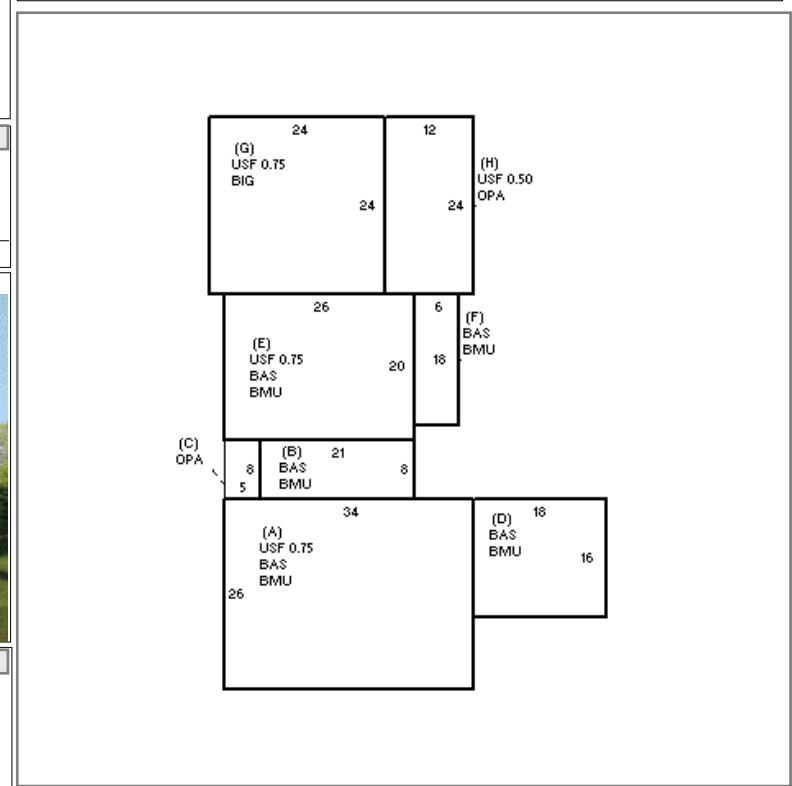 24
12
(G)
USF 0.75
BIG
(H)
USF 0.50
OPA
24
24
26
6
(F)
BAS
BMU
(E)
USF 0.75
BAS
BMU
20
18
(C)
OPA
(B)
BAS
BMU
21
8
8
5
34
(A)
USF 0.75
BAS
BMU
26
18
(D)
BAS
BMU
16